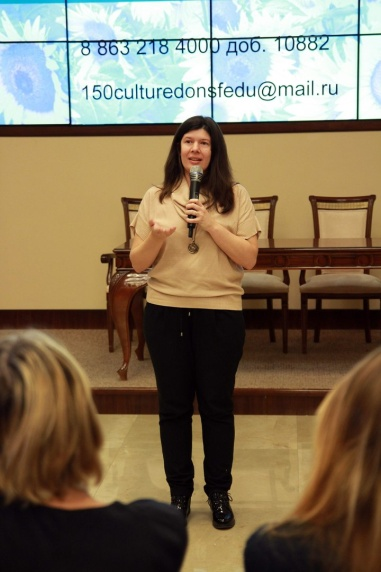 8 863 218 4000 доб. 10882
150culturedonsfedu@mail.ru